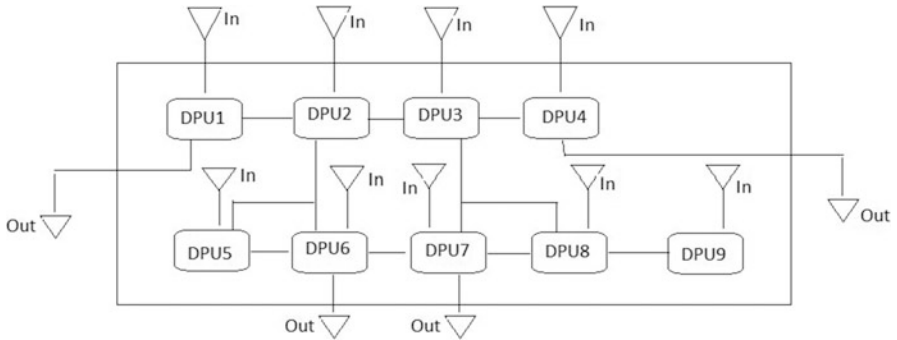 In In In In
DPU1 DPU2 DPU3 DPU4
In In In In In
Out Out
DPU5 DPU6 DPU7 DPU8 DPU9
Out Out